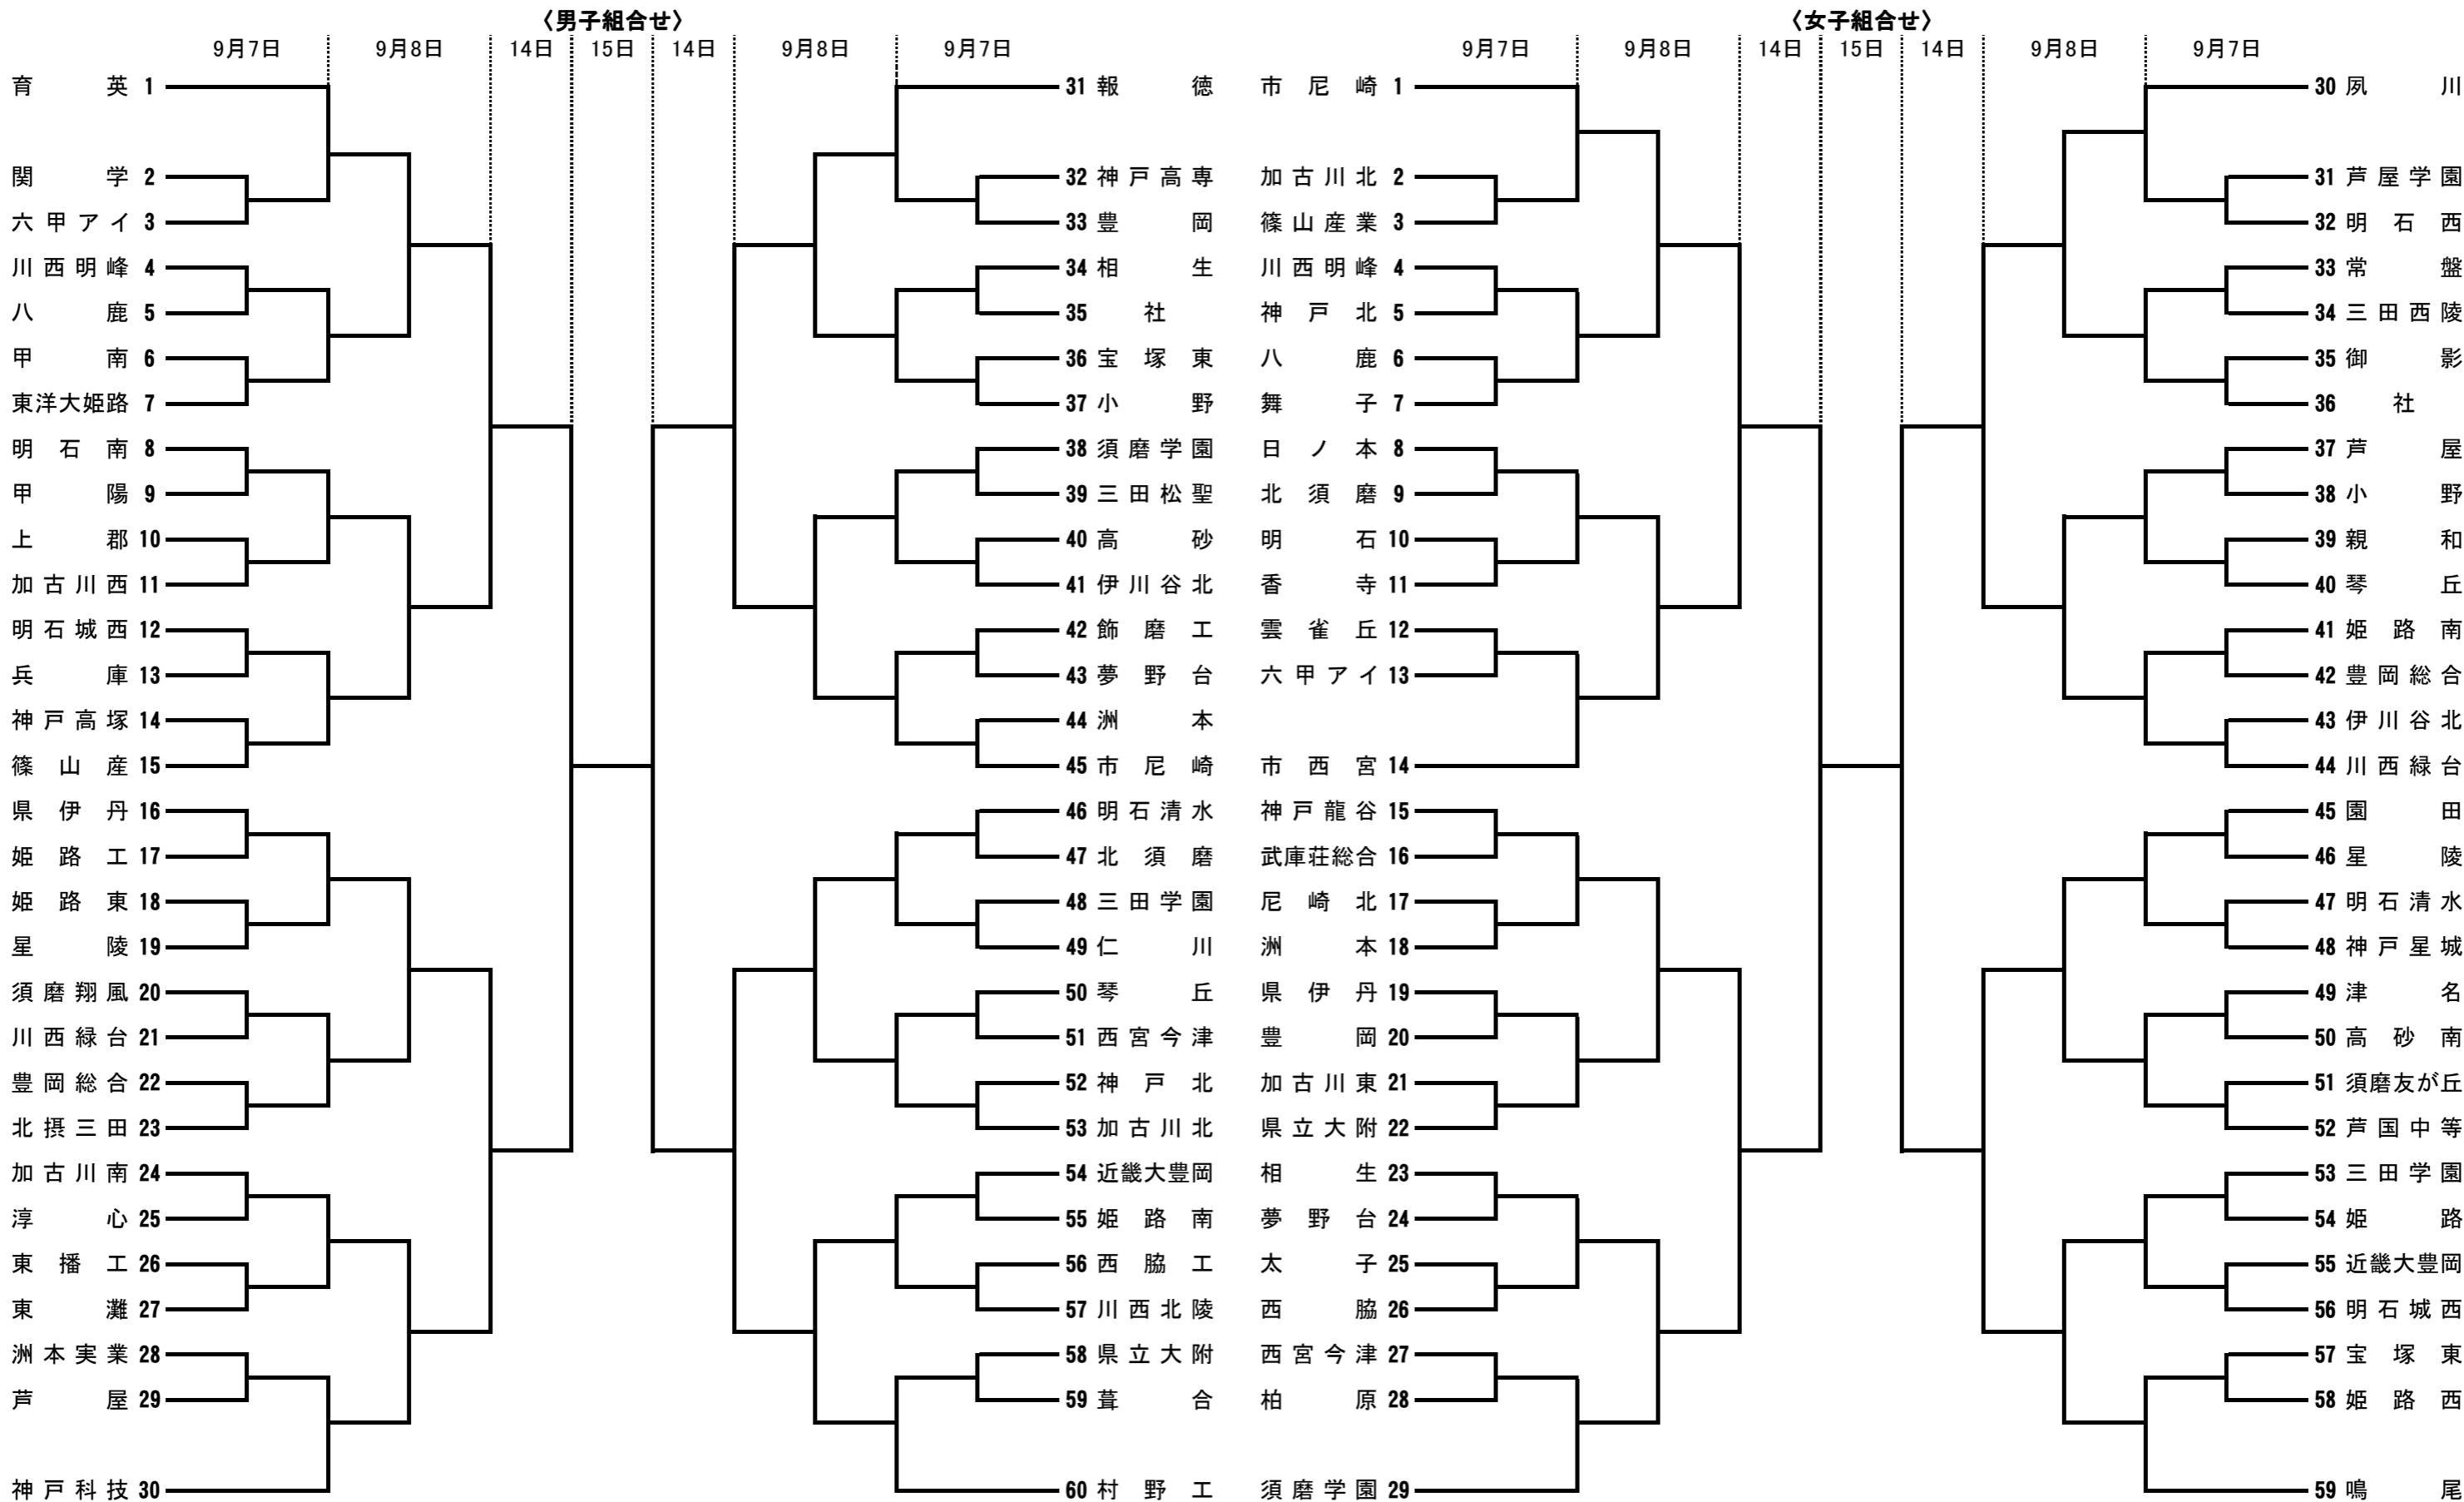 〈男子組合せ〉
9月7日 9月8日 14日 15日 14日 9月8日 9月7日
育英 1
関学 2
六甲アイ 3
川西明峰 4
八鹿 5
甲南 6
東洋大姫路 7
明石南 8
甲陽 9
上郡 10
加古川西 11
明石城西 12
兵庫 13
神戸高塚 14
篠山産 15
県伊丹 16
姫路工 17
姫路東 18
星陵 19
須磨翔風 20
川西緑台 21
豊岡総合 22
北摂三田 23
加古川南 24
淳心 25
東播工 26
東灘 27
洲本実業 28
芦屋 29
神戸科技 30
31 報徳
32 神戸高専
33 豊岡
34 相生
35 社
36 宝塚東
37 小野
38 須磨学園
39 三田松聖
40 高砂
41 伊川谷北
42 飾磨工
43 夢野台
44 洲本
45 市尼崎
46 明石清水
47 北須磨
48 三田学園
49 仁川
50 琴丘
51 西宮今津
52 神戸北
53 加古川北
54 近畿大豊岡
55 姫路南
56 西脇工
57 川西北陵
58 県立大附
59 葺合
60 村野工
〈女子組合せ〉
9月7日 9月8日 14日 15日 14日 9月8日 9月7日
市尼崎 1
加古川北 2
篠山産業 3
川西明峰 4
神戸北 5
八鹿 6
舞子 7
日ノ本 8
北須磨 9
明石 10
香寺 11
雲雀丘 12
六甲アイ 13
市西宮 14
神戸龍谷 15
武庫荘総合 16
尼崎北 17
洲本 18
県伊丹 19
豊岡 20
加古川東 21
県立大附 22
相生 23
夢野台 24
太子 25
西脇 26
西宮今津 27
柏原 28
須磨学園 29
30 夙川
31 芦屋学園
32 明石西
33 常盤
34 三田西陵
35 御影
36 社
37 芦屋
38 小野
39 親和
40 琴丘
41 姫路南
42 豊岡総合
43 伊川谷北
44 川西緑台
45 園田
46 星陵
47 明石清水
48 神戸星城
49 津名
50 高砂南
51 須磨友が丘
52 芦国中等
53 三田学園
54 姫路
55 近畿大豊岡
56 明石城西
57 宝塚東
58 姫路西
59 鳴尾